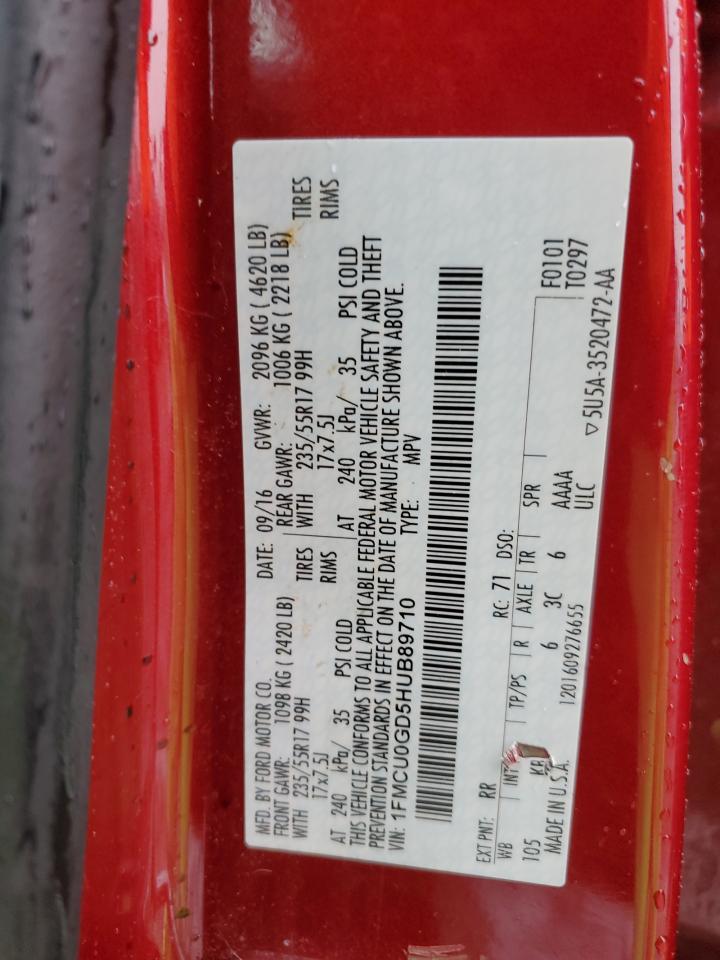 MFD. BY FORD MOTOR CO. DATE: 09/16 GVWR: 2096 KG ( 4620 LB)
FRONT GAWR: 1098 KG ( 2420 LB) REAR GAWR: 1006 KG ( 2218 LB)
WITH 235/55R17 99H TIRES WITH 235/55R17 99H TIRES
17x7.5J RIMS 17x7.5J RIMS
AT 240 kPa/ 35 PSI COLD AT 240 kPa/ 35 PSI COLD
THIS VEHICLE CONFORMS TO ALL APPLICABLE FEDERAL MOTOR VEHICLE SAFETY AND THEFT
PREVENTION STANDARDS IN EFFECT ON THE DATE OF MANUFACTURE SHOWN ABOVE.
VIN: 1FMCU0GD5HUB89710 TYPE: MPV
EXT PNT: RR RC: 71 DSO: F0101
WB INT TP/PS R AXLE TR SPR T0297
105 KB 6 3C 6 AAAA
MADE IN U.S.A. 1201609276655 ULC
▽5U5A-3520472-AA